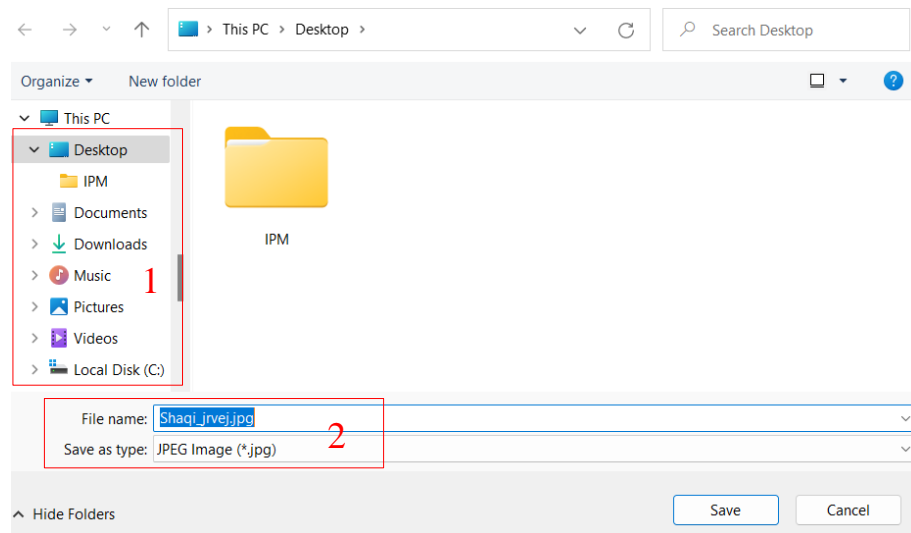 This PC > Desktop >
Search Desktop
Organize
New folder
?
This PC
Desktop
IPM
Documents
Downloads
Music
Pictures
Videos
Local Disk (C:)
1
IPM
File name: Shaqi_jrvej.jpg
Save as type: JPEG Image (*.jpg)
2
Hide Folders
Save
Cancel